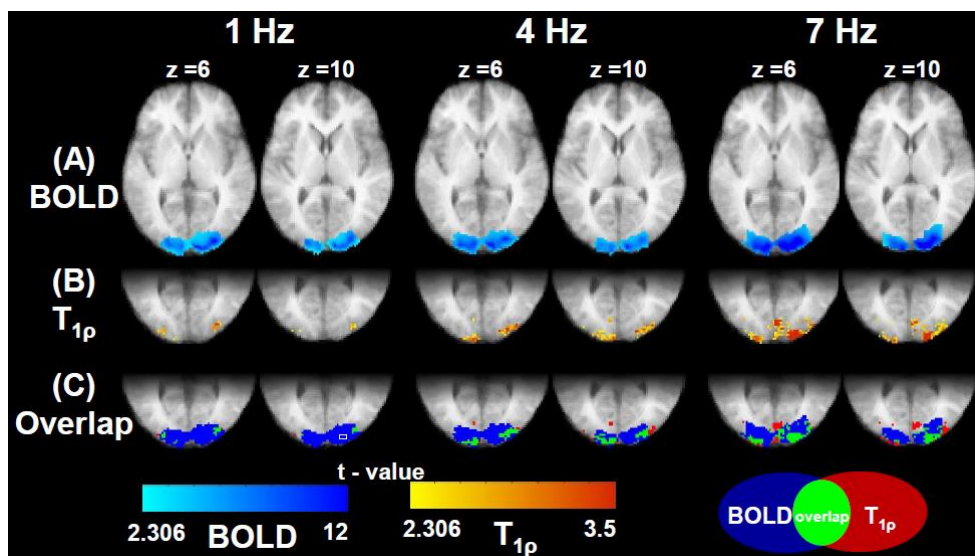 1 Hz 4 Hz 7 Hz
z =6 z =10 z =6 z =10 z =6 z =10
(A)
BOLD
(B)
T1ρ
(C)
Overlap
t - value
2.306 BOLD 12
2.306 T1ρ 3.5
BOLD overlap T1ρ